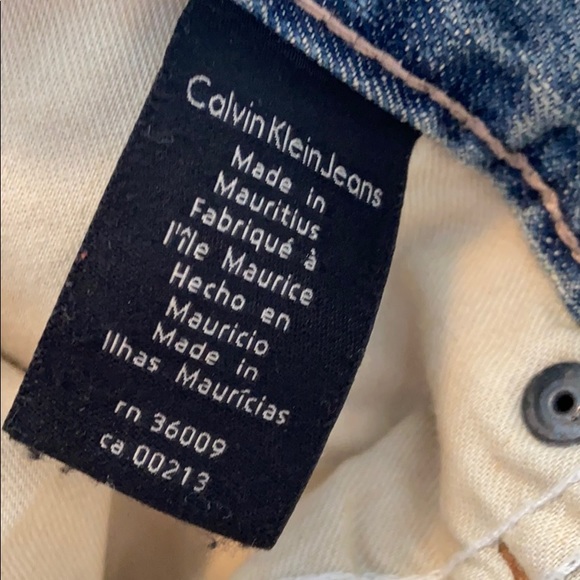 Calvin Klein Jeans
Made in
Mauritius
Fabriqué à
l'île Maurice
Hecho en
Mauricio
Made in
Ilhas Maurícias
rn 36009
ca 00213